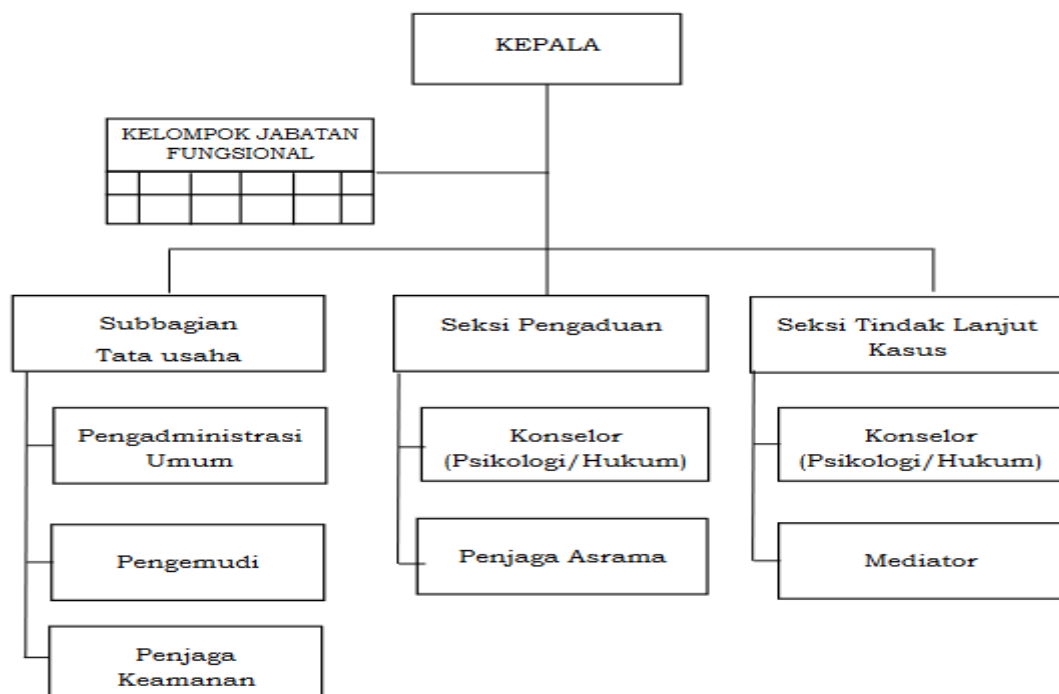 KEPALA
KELOMPOK JABATAN
FUNGSIONAL
Subbagian
Tata usaha
Seksi Pengaduan
Seksi Tindak Lanjut
Kasus
Pengadministrasi
Umum
Konselor
(Psikologi/Hukum)
Konselor
(Psikologi/Hukum)
Pengemudi
Penjaga Asrama
Mediator
Penjaga
Keamanan